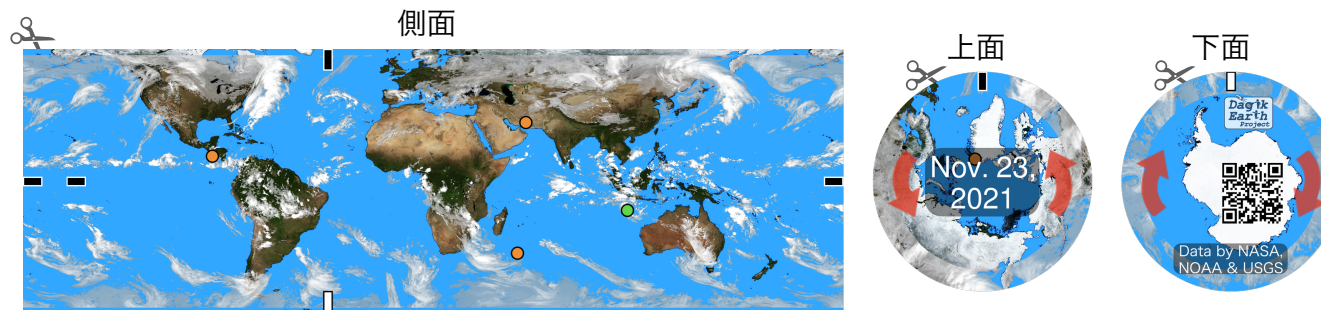 側面
上面
下面
Nov. 23,
2021
Dagik
Earth
Project
Data by NASA,
NOAA & USGS